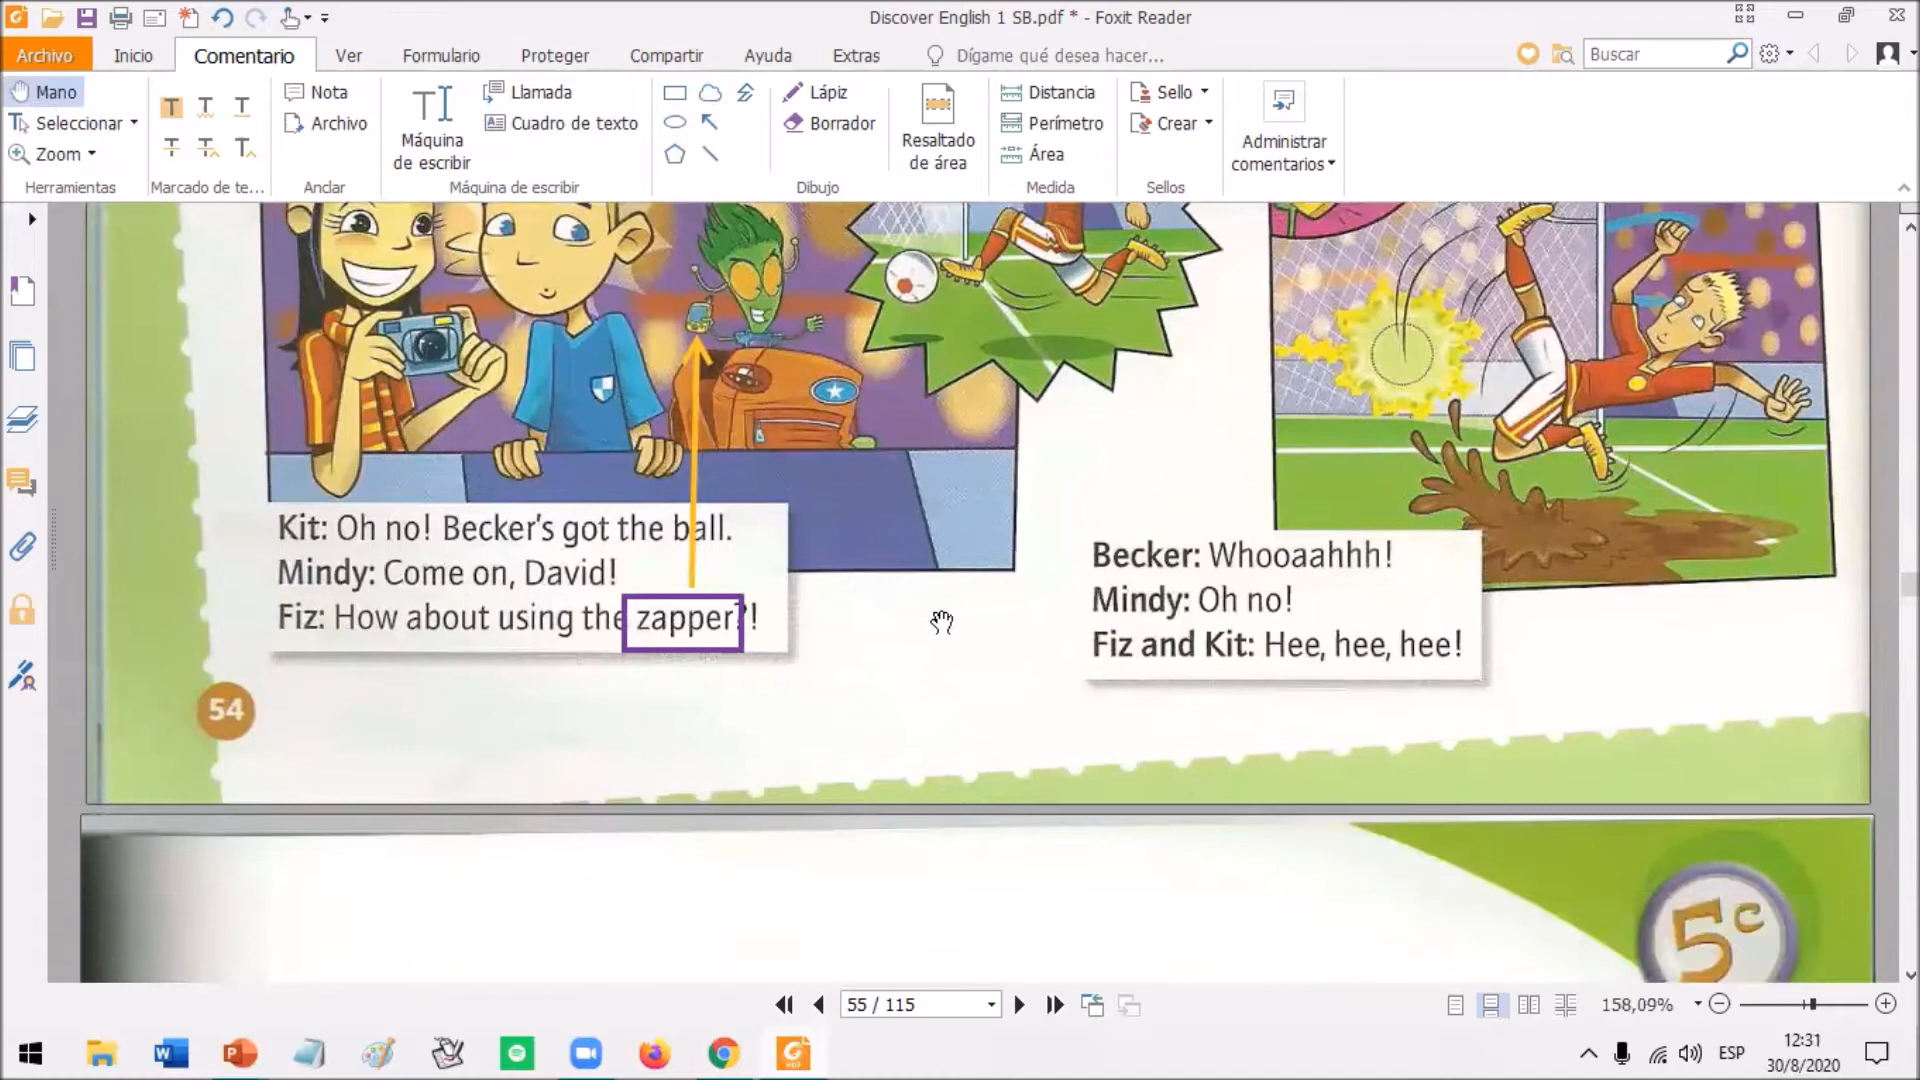 Discover English 1 SB.pdf * - Foxit Reader
Archivo Inicio Comentario Ver Formulario Proteger Compartir Ayuda Extras Dígame qué desea hacer... Buscar
Mano
Seleccionar
Zoom
Herramientas
Marcado de te...
Nota
Archivo
Anclar
Máquina de escribir
Llamada
Cuadro de texto
Máquina de escribir
Lápiz
Borrador
Dibujo
Resaltado de área
Distancia
Perímetro
Área
Medida
Sello
Crear
Sellos
Administrar comentarios
Kit: Oh no! Becker's got the ball.
Mindy: Come on, David!
Fiz: How about using the zapper?!
Becker: Whooaahhh!
Mindy: Oh no!
Fiz and Kit: Hee, hee, hee!
54
5c
55 / 115
158,09%
ESP
12:31
30/8/2020